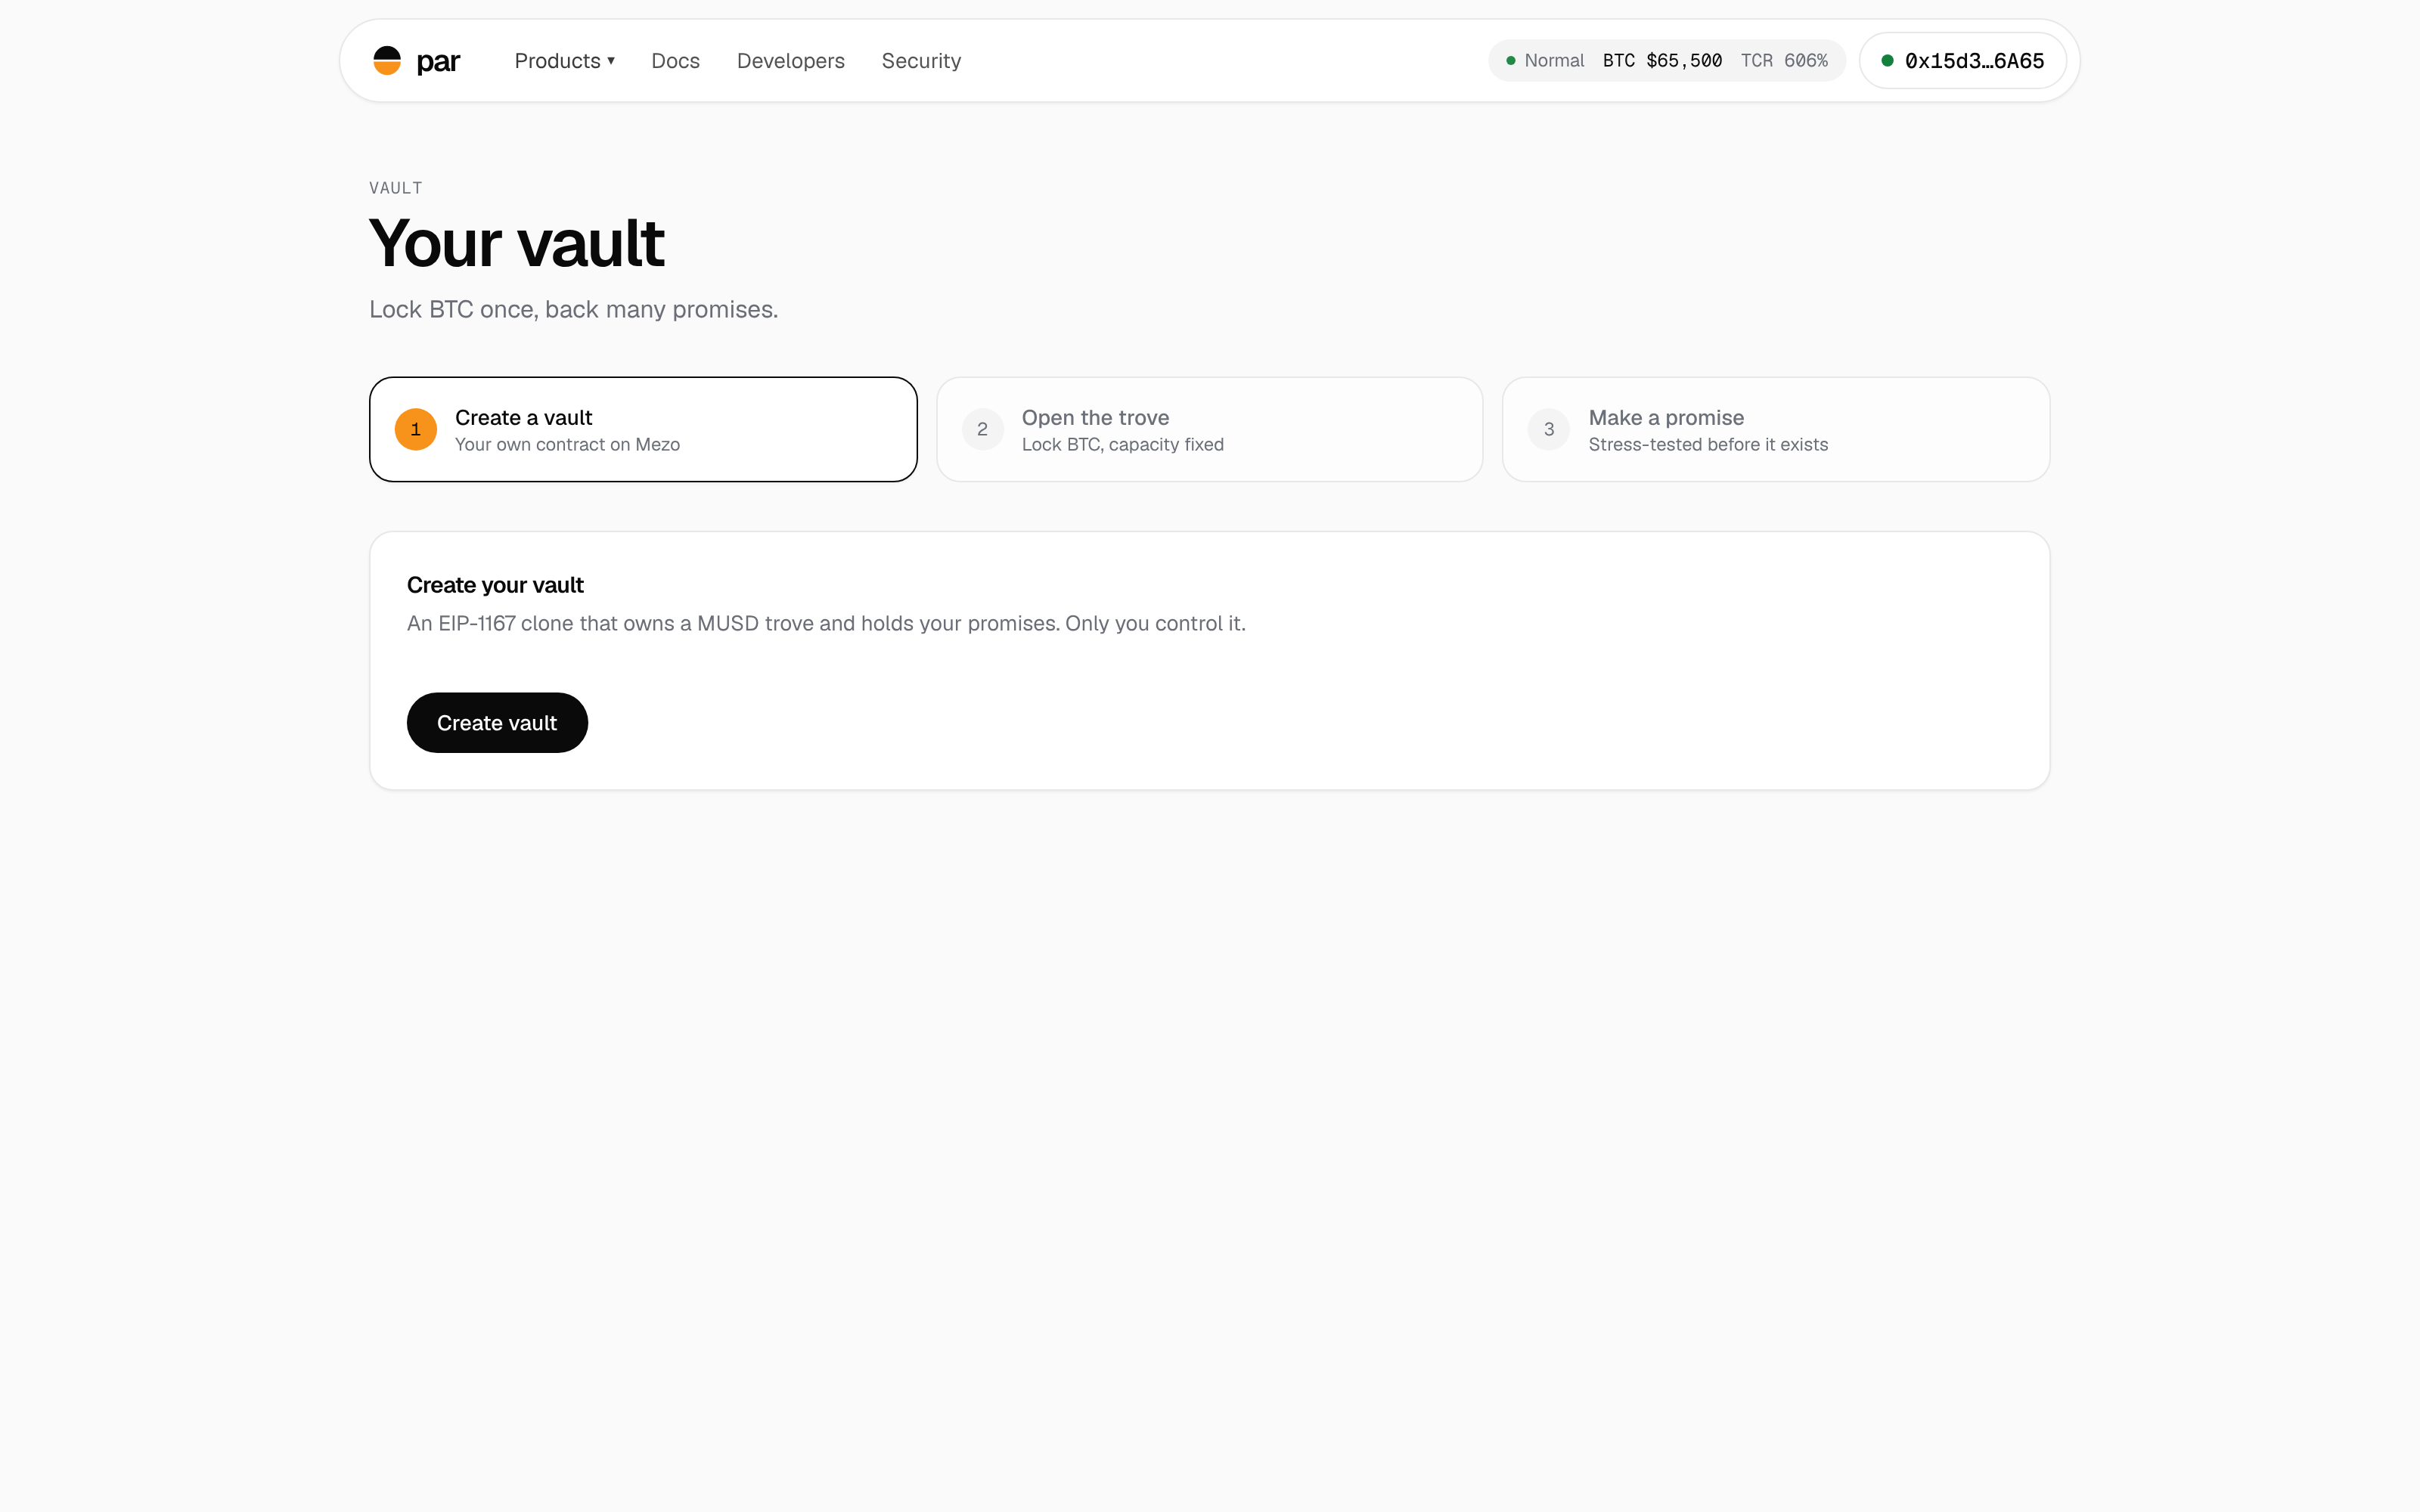 par
Products ▾
Docs
Developers
Security
Normal BTC $65,500 TCR 606%
0x15d3…6A65
VAULT
Your vault
Lock BTC once, back many promises.
1
Create a vault
Your own contract on Mezo
2
Open the trove
Lock BTC, capacity fixed
3
Make a promise
Stress-tested before it exists
Create your vault
An EIP-1167 clone that owns a MUSD trove and holds your promises. Only you control it.
Create vault